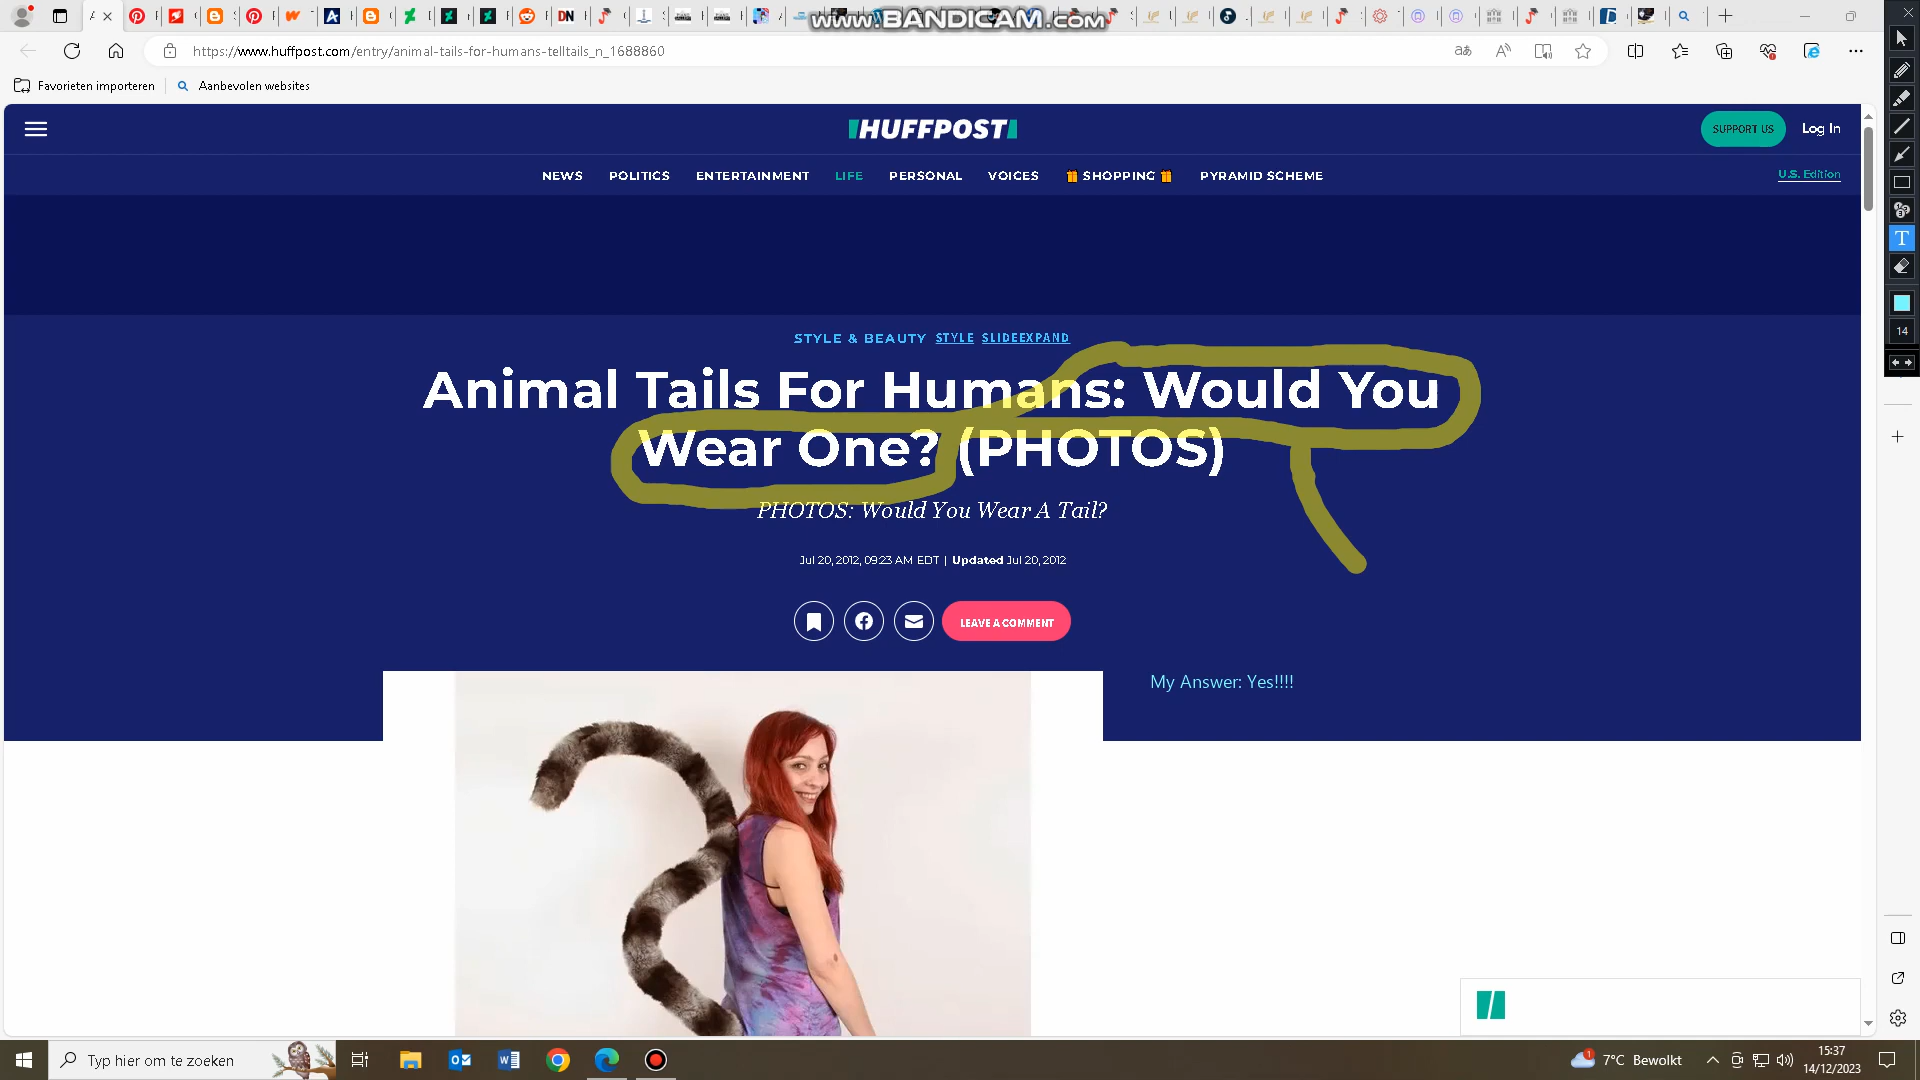 www.BANDICAM.com
https://www.huffpost.com/entry/animal-tails-for-humans-telltails_n_1688860
Favorieten importeren
Aanbevolen websites
HUFFPOST
SUPPORT US
Log In
NEWS POLITICS ENTERTAINMENT LIFE PERSONAL VOICES SHOPPING PYRAMID SCHEME
U.S. Edition
STYLE & BEAUTY STYLE SLIDEEXPAND
Animal Tails For Humans: Would You
Wear One? (PHOTOS)
PHOTOS: Would You Wear A Tail?
Jul 20, 2012, 09:23 AM EDT | Updated Jul 20, 2012
LEAVE A COMMENT
My Answer: Yes!!!!
T
14
Typ hier om te zoeken
1
7°C Bewolkt
15:37
14/12/2023